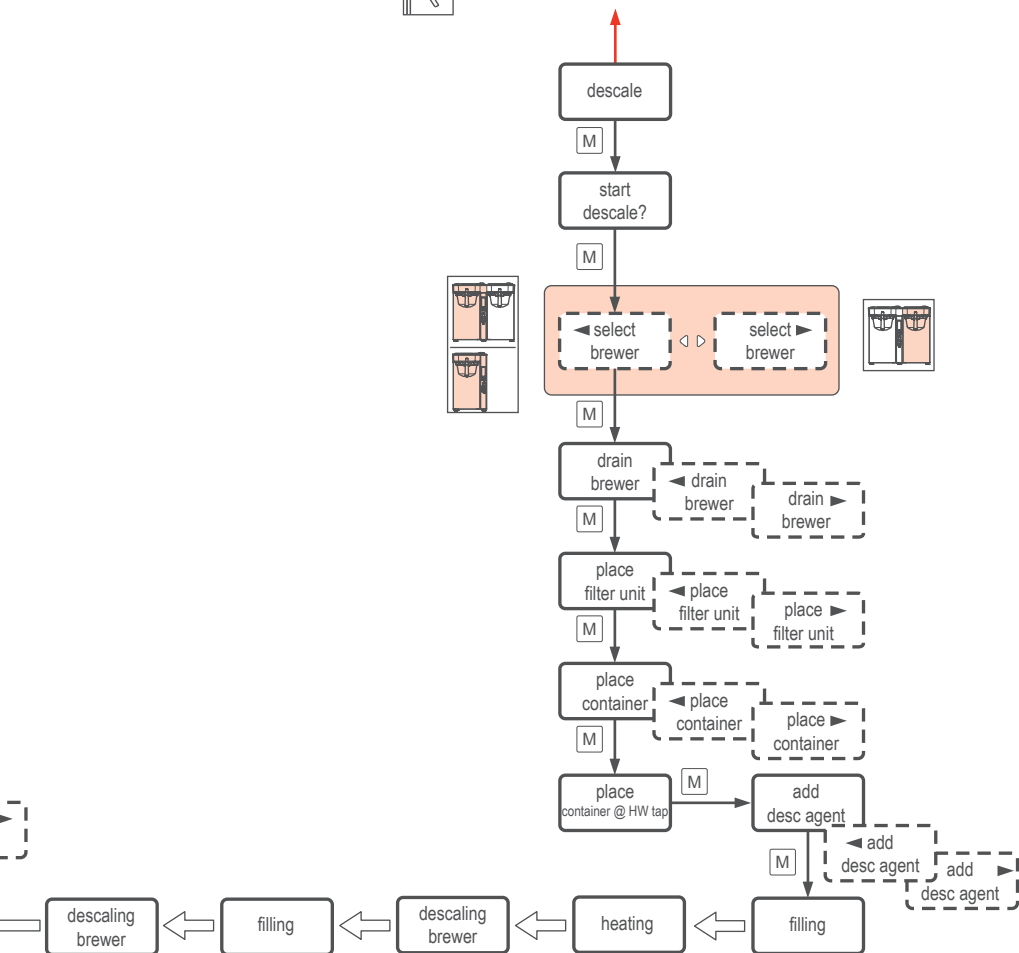 descale
M
start
descale?
M
◄ select
brewer
select ►
brewer
M
drain
brewer
◄ drain
brewer
drain ►
brewer
M
place
filter unit
◄ place
filter unit
place ►
filter unit
M
place
container
◄ place
container
place ►
container
M
place
container @ HW tap
M
add
desc agent
◄ add
desc agent
add ►
desc agent
M
descaling
brewer
filling
descaling
brewer
heating
filling